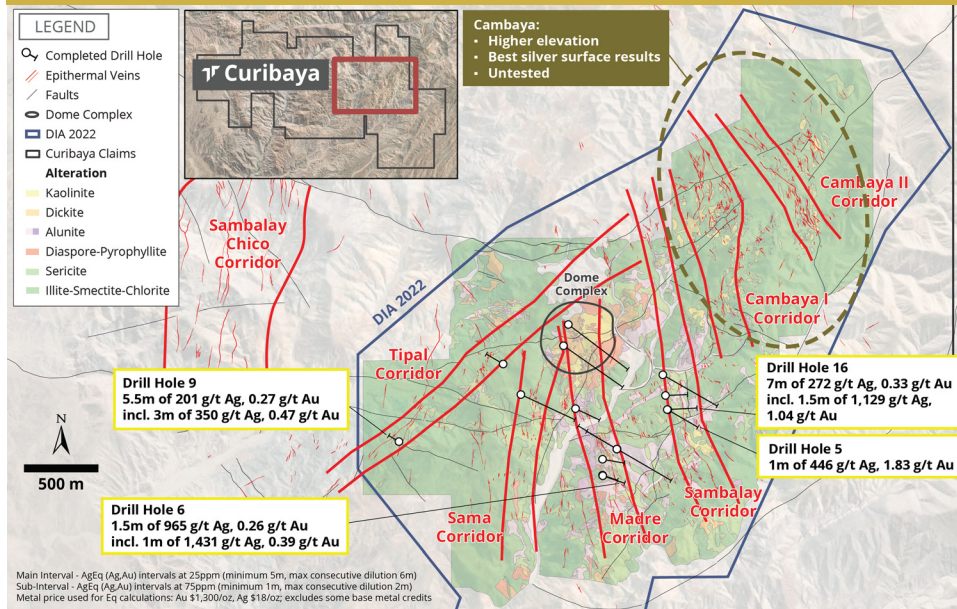 LEGEND
Completed Drill Hole
Epithermal Veins
Faults
Dome Complex
DIA 2022
Curibaya Claims
Alteration
Kaolinite
Dickite
Alunite
Diaspore-Pyrophyllite
Sericite
Illite-Smectite-Chlorite
Curibaya
Cambaya:
▪ Higher elevation
▪ Best silver surface results
▪ Untested
Sambalay
Chico
Corridor
Cambaya II
Corridor
Dome
Complex
DIA 2022
Cambaya I
Corridor
Tipal
Corridor
Drill Hole 9
5.5m of 201 g/t Ag, 0.27 g/t Au
incl. 3m of 350 g/t Ag, 0.47 g/t Au
Drill Hole 16
7m of 272 g/t Ag, 0.33 g/t Au
incl. 1.5m of 1,129 g/t Ag,
1.04 g/t Au
Drill Hole 5
1m of 446 g/t Ag, 1.83 g/t Au
N
500 m
Drill Hole 6
1.5m of 965 g/t Ag, 0.26 g/t Au
incl. 1m of 1,431 g/t Ag, 0.39 g/t Au
Sama
Corridor
Madre
Corridor
Sambalay
Corridor
Main Interval - AgEq (Ag,Au) intervals at 25ppm (minimum 5m, max consecutive dilution 6m)
Sub-Interval - AgEq (Ag,Au) intervals at 75ppm (minimum 1m, max consecutive dilution 2m)
Metal price used for Eq calculations: Au $1,300/oz, Ag $18/oz; excludes some base metal credits